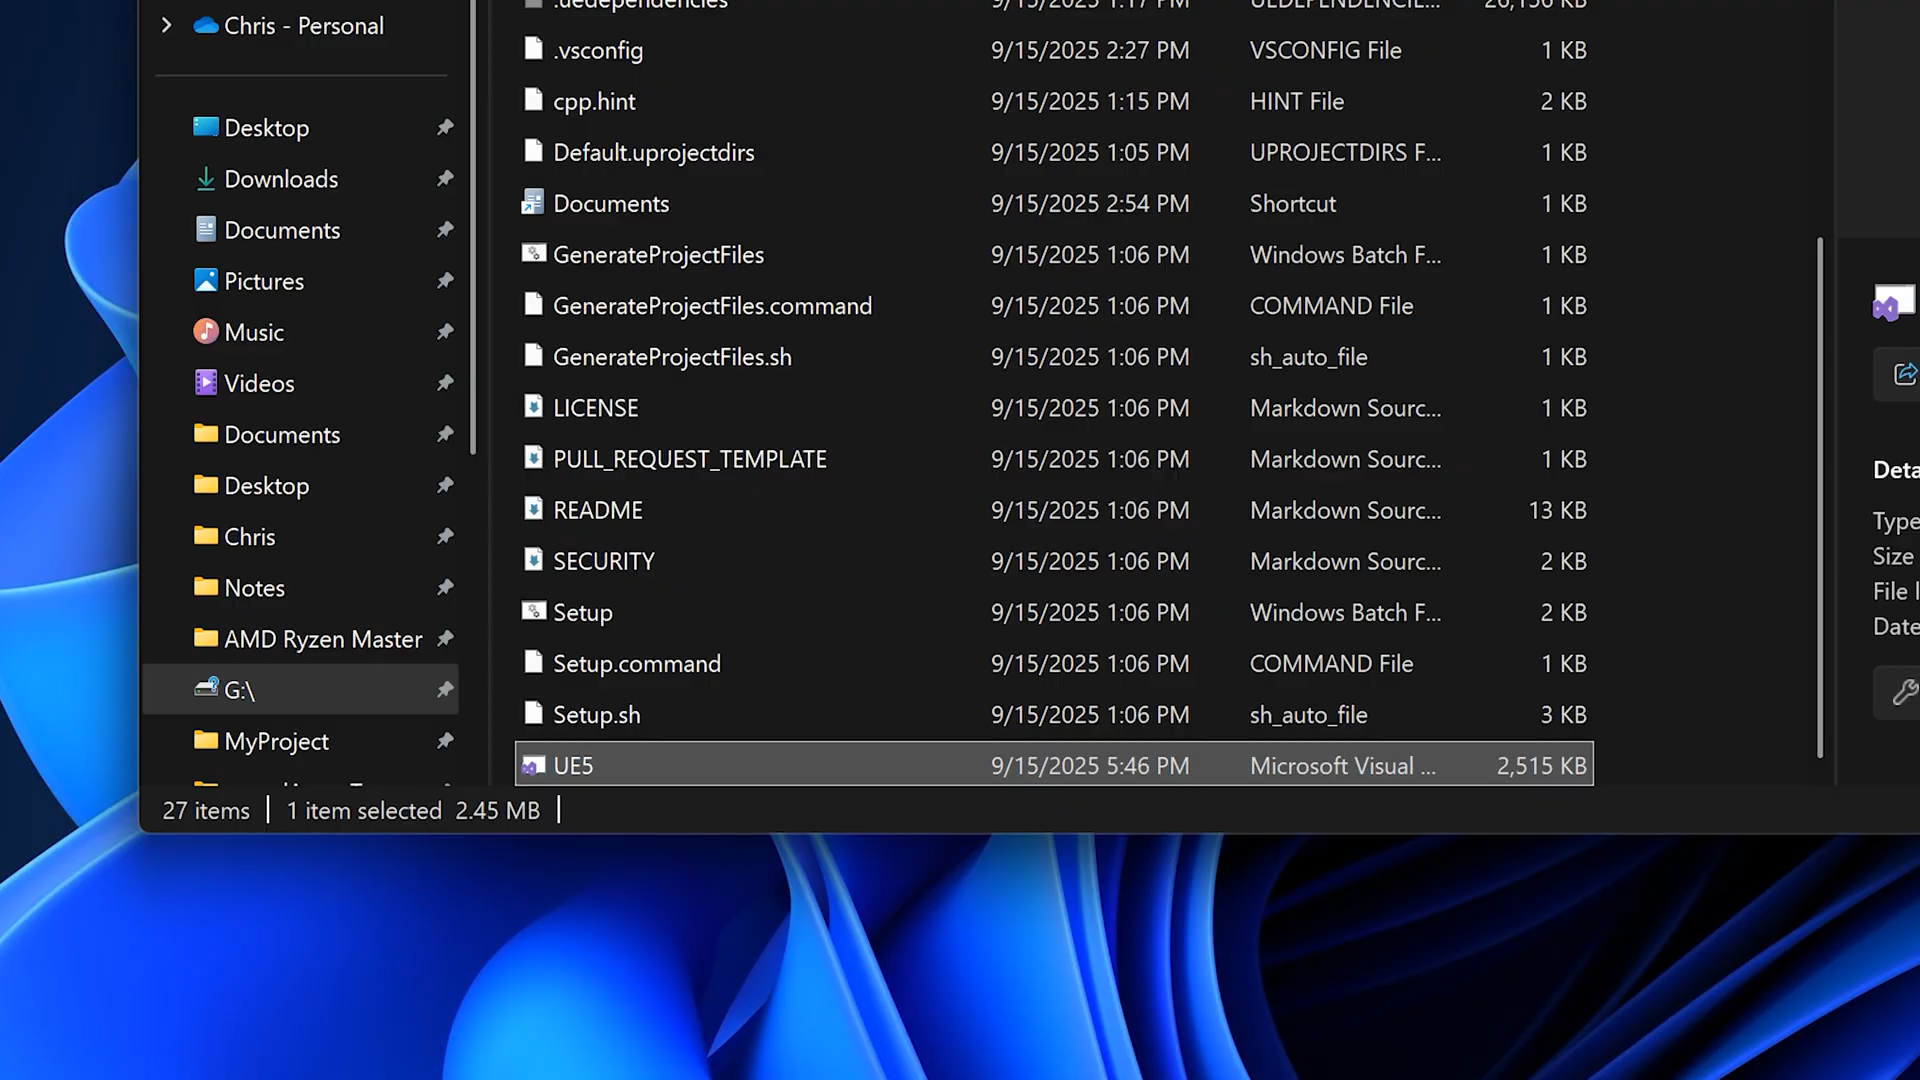 Chris - Personal
Desktop
Downloads
Documents
Pictures
Music
Videos
Documents
Desktop
Chris
Notes
AMD Ryzen Master
G:\
MyProject
.uedependencies 9/15/2025 1:17 PM UEDEPENDENCIE... 26,156 KB
.vsconfig 9/15/2025 2:27 PM VSCONFIG File 1 KB
cpp.hint 9/15/2025 1:15 PM HINT File 2 KB
Default.uprojectdirs 9/15/2025 1:05 PM UPROJECTDIRS F... 1 KB
Documents 9/15/2025 2:54 PM Shortcut 1 KB
GenerateProjectFiles 9/15/2025 1:06 PM Windows Batch F... 1 KB
GenerateProjectFiles.command 9/15/2025 1:06 PM COMMAND File 1 KB
GenerateProjectFiles.sh 9/15/2025 1:06 PM sh_auto_file 1 KB
LICENSE 9/15/2025 1:06 PM Markdown Sourc... 1 KB
PULL_REQUEST_TEMPLATE 9/15/2025 1:06 PM Markdown Sourc... 1 KB
README 9/15/2025 1:06 PM Markdown Sourc... 13 KB
SECURITY 9/15/2025 1:06 PM Markdown Sourc... 2 KB
Setup 9/15/2025 1:06 PM Windows Batch F... 2 KB
Setup.command 9/15/2025 1:06 PM COMMAND File 1 KB
Setup.sh 9/15/2025 1:06 PM sh_auto_file 3 KB
UE5 9/15/2025 5:46 PM Microsoft Visual ... 2,515 KB
Deta
Type
Size
File l
Date
27 items 1 item selected 2.45 MB